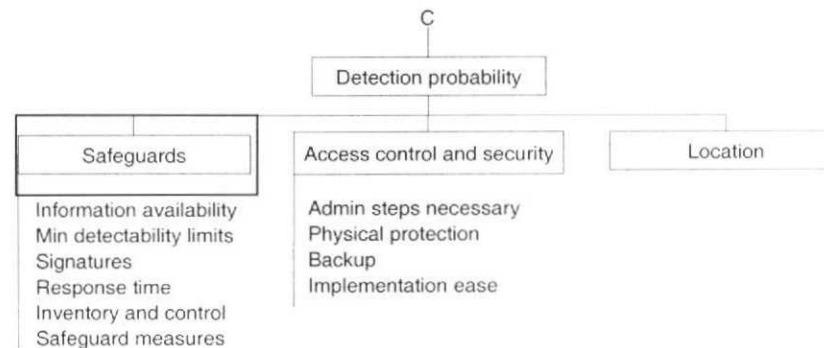 C
Detection probability
Safeguards
Access control and security
Location
Information availability
Min detectability limits
Signatures
Response time
Inventory and control
Safeguard measures
Admin steps necessary
Physical protection
Backup
Implementation ease